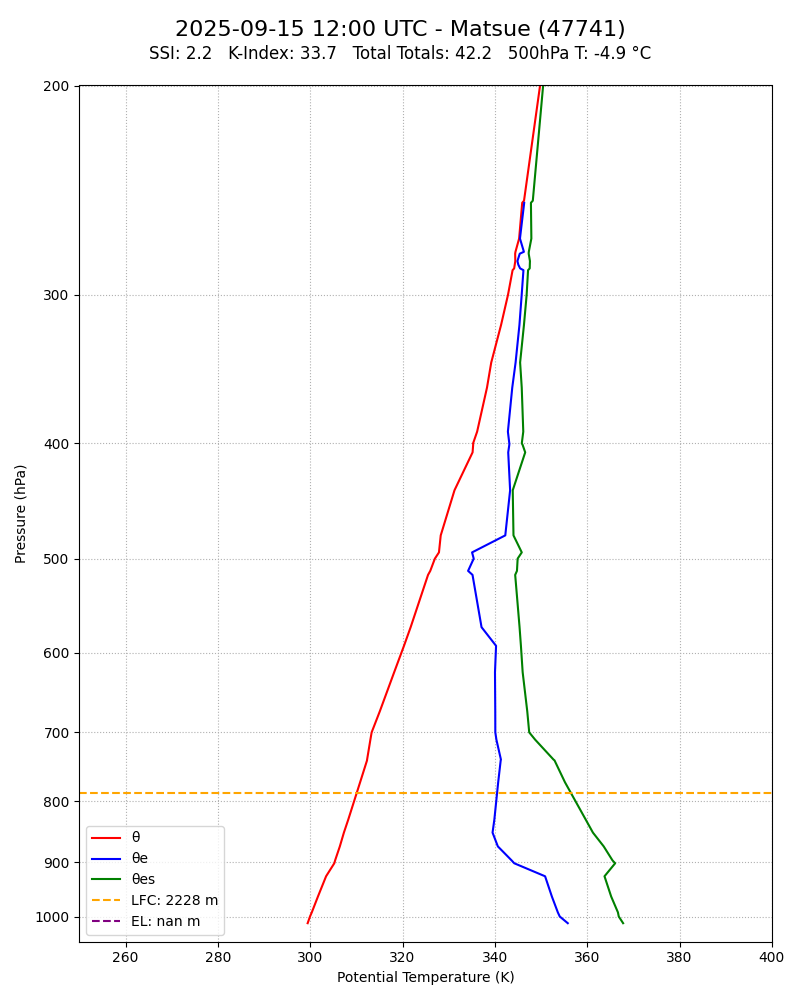 2025-09-15 12:00 UTC - Matsue (47741)
SSI: 2.2   K-Index: 33.7   Total Totals: 42.2   500hPa T: -4.9 °C
200
300
400
500
600
700
800
900
1000
Pressure (hPa)
θ
θe
θes
LFC: 2228 m
EL: nan m
260
280
300
320
340
360
380
400
Potential Temperature (K)